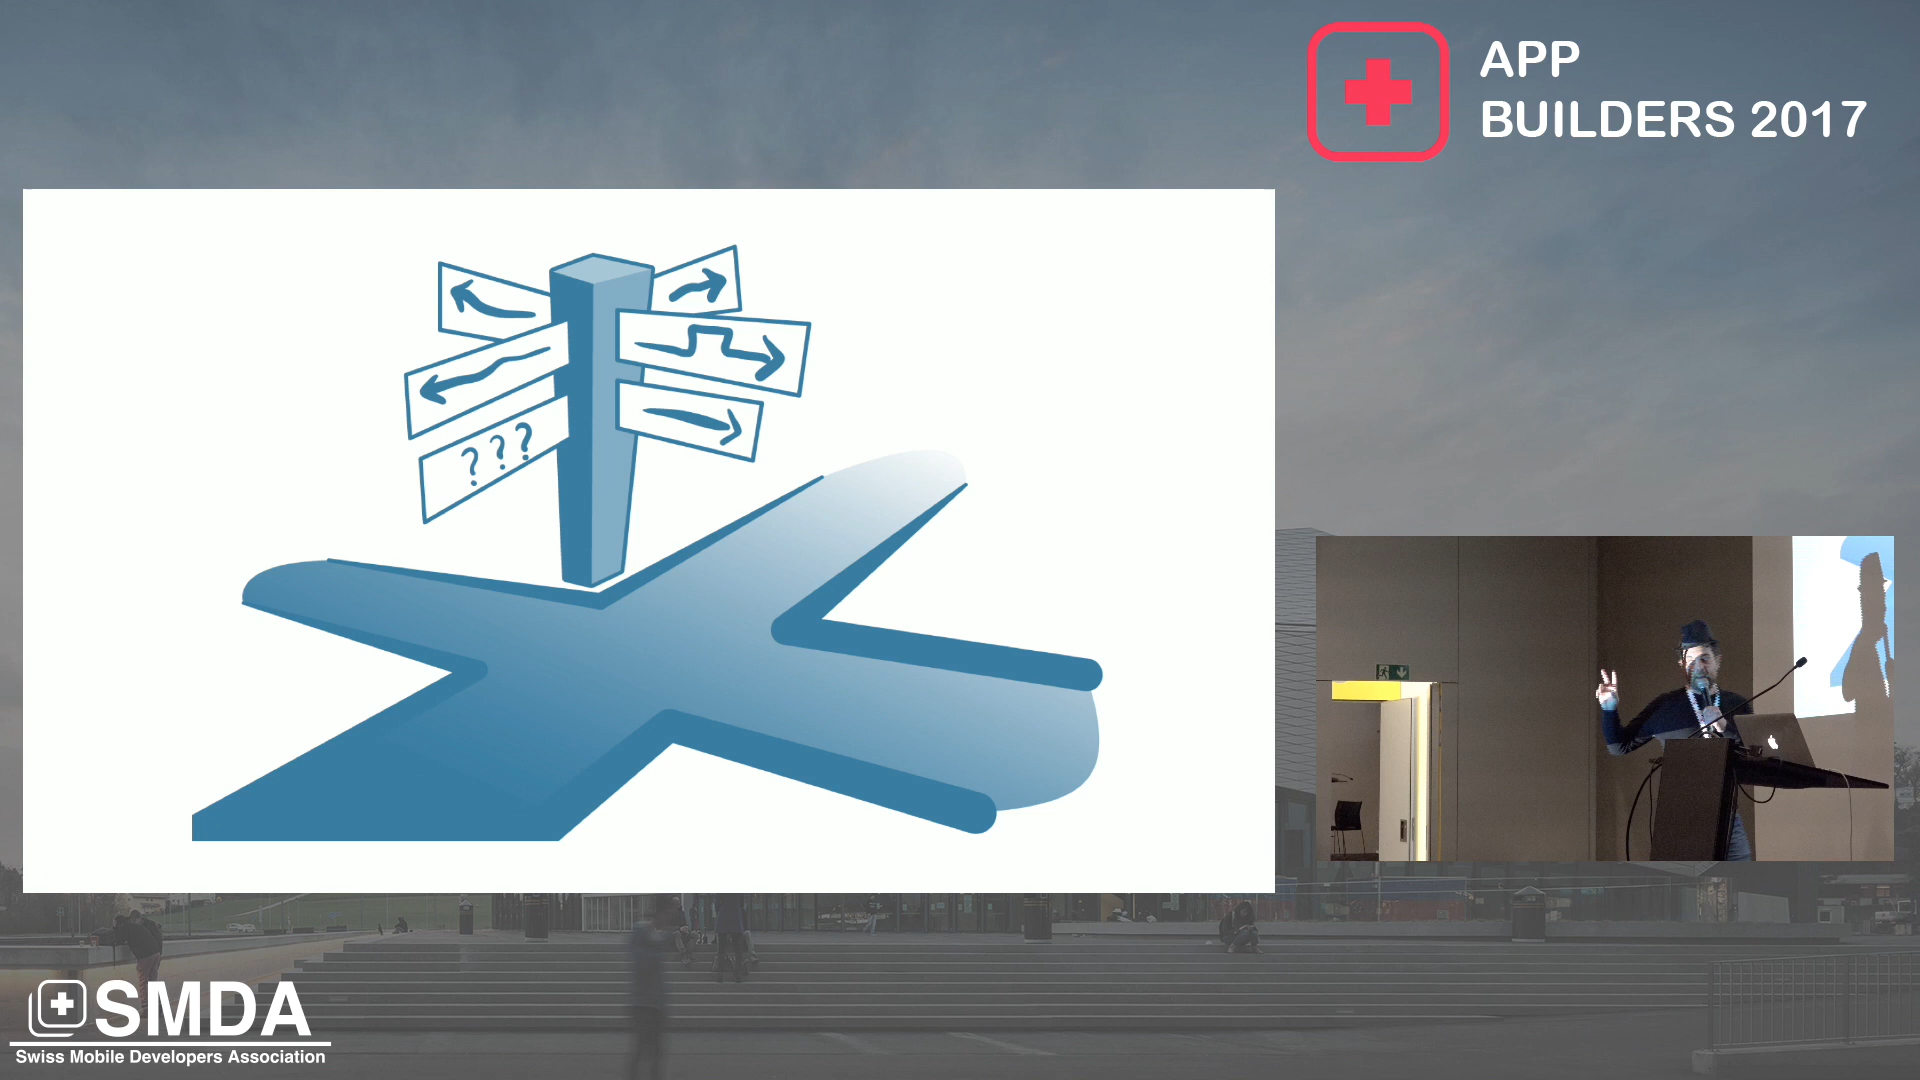 APP
BUILDERS 2017
???
SMDA
Swiss Mobile Developers Association